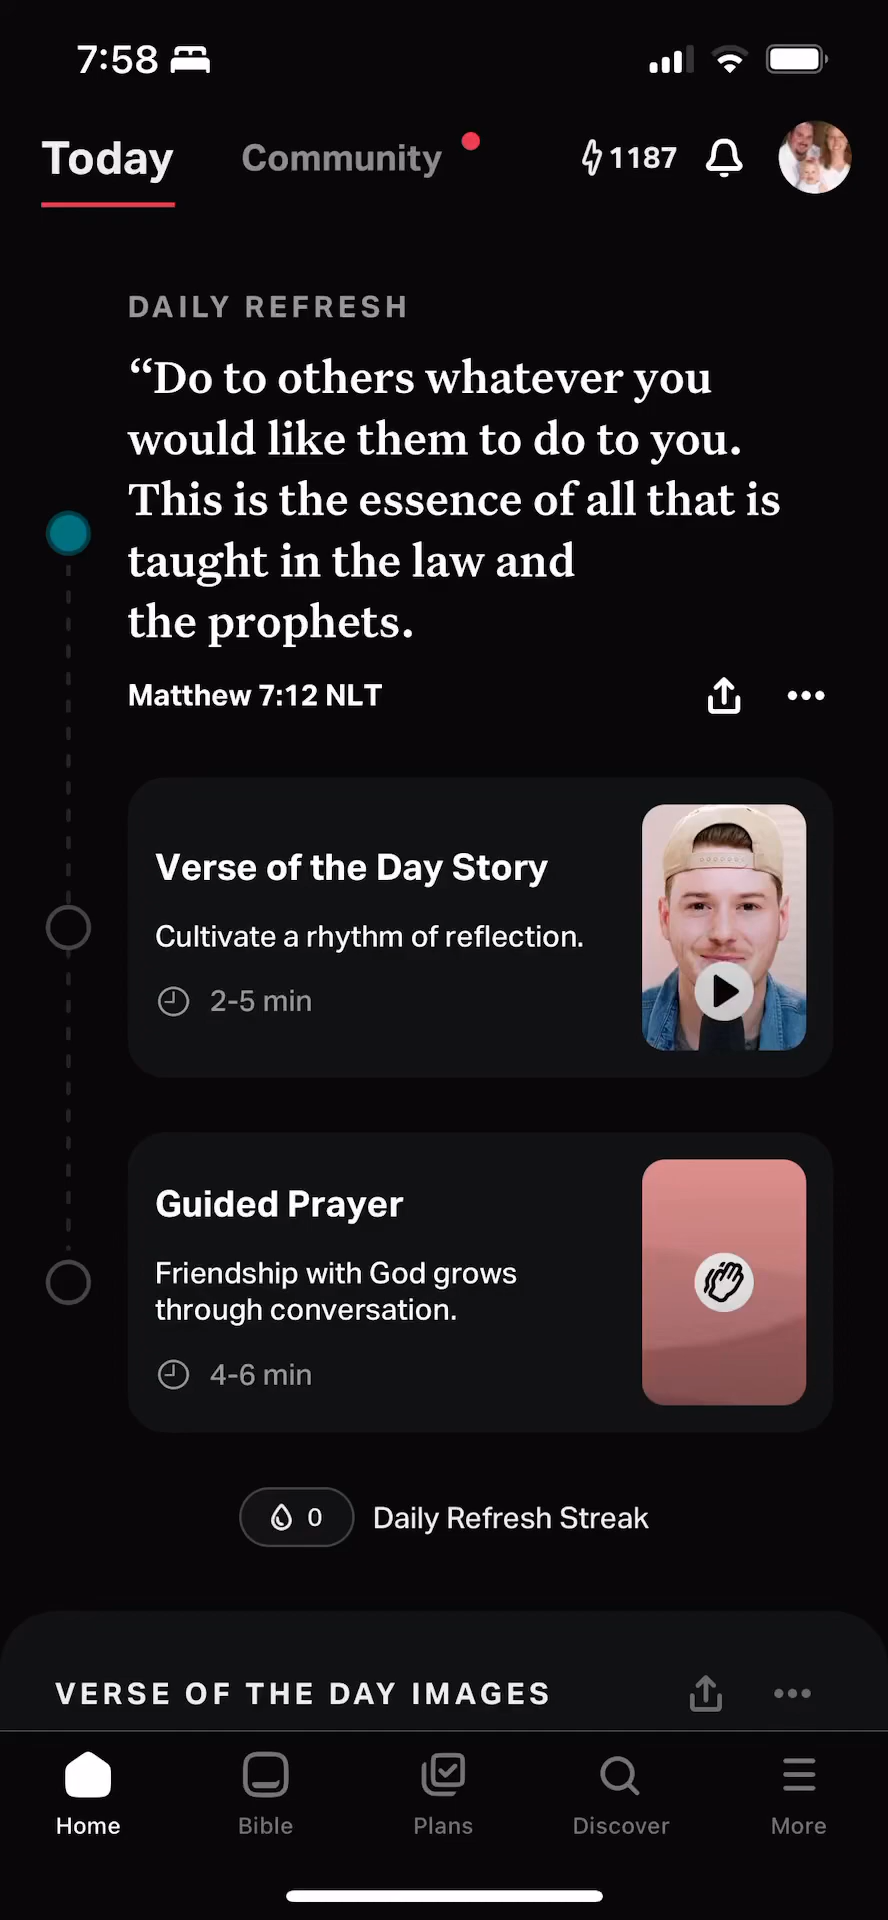 7:58
Today
Community
1187
DAILY REFRESH
“Do to others whatever you
would like them to do to you.
This is the essence of all that is
taught in the law and
the prophets.
Matthew 7:12 NLT
Verse of the Day Story
Cultivate a rhythm of reflection.
2-5 min
Guided Prayer
Friendship with God grows
through conversation.
4-6 min
0
Daily Refresh Streak
VERSE OF THE DAY IMAGES
Home
Bible
Plans
Discover
More